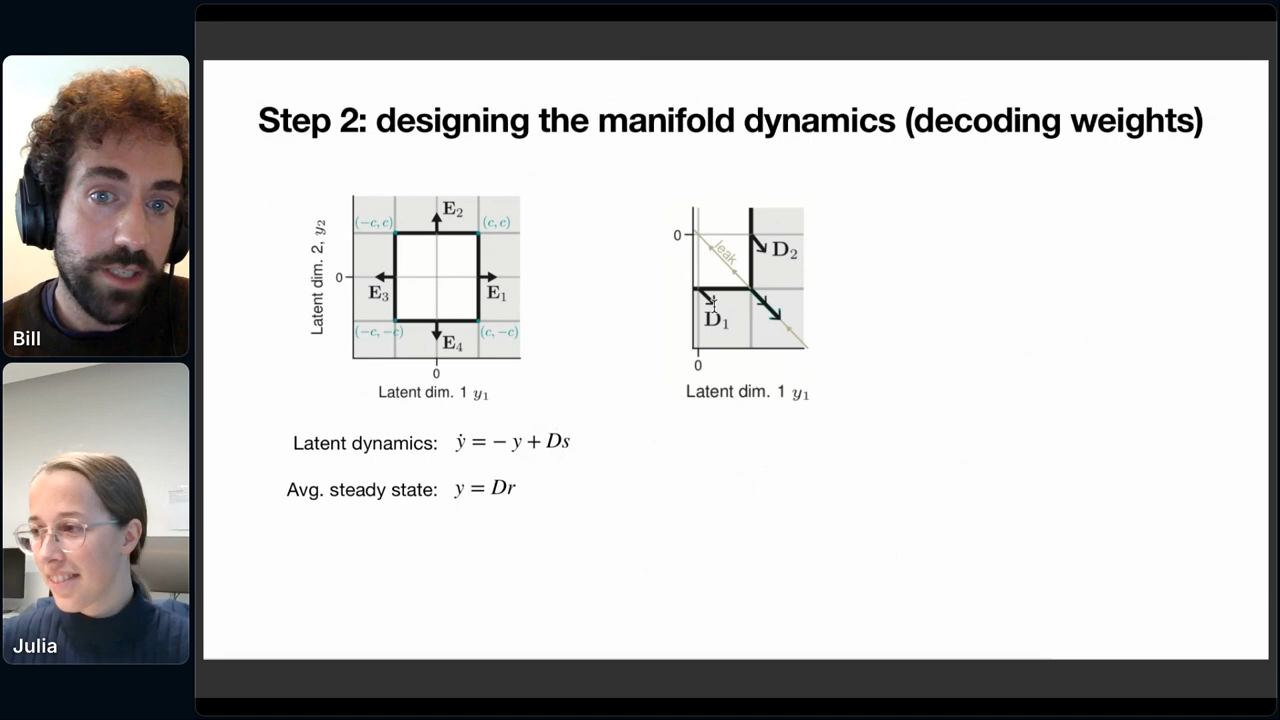 Step 2: designing the manifold dynamics (decoding weights)
Latent dim. 2, y₂
0
(−c, c)
E₂
(c, c)
E₃
E₁
(−c, −c)
E₄
(c, −c)
0
Latent dim. 1 y₁
0
leak
D₂
D₁
0
Latent dim. 1 y₁
Latent dynamics: ẏ = − y + Ds
Avg. steady state: y = Dr
Bill
Julia